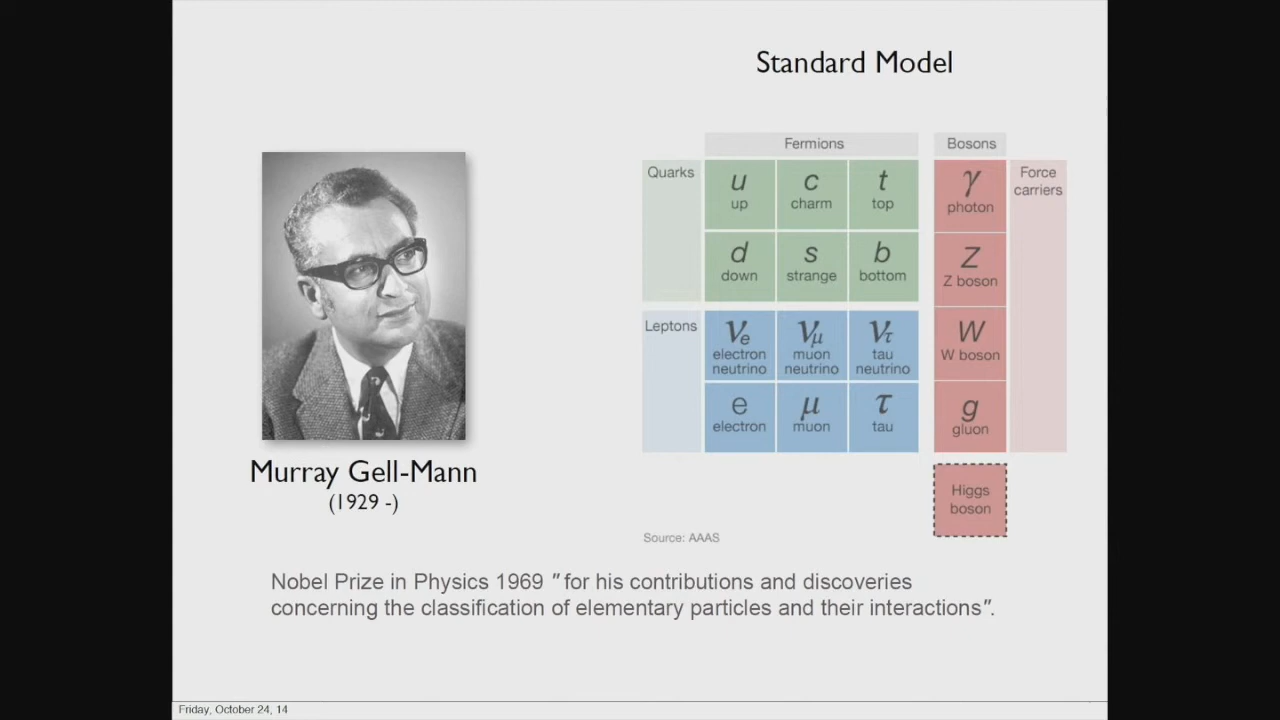 Standard Model
Murray Gell-Mann
(1929 -)
Fermions
Bosons
Quarks
u
up
c
charm
t
top
γ
photon
Force
carriers
d
down
s
strange
b
bottom
Z
Z boson
Leptons
νe
electron
neutrino
νμ
muon
neutrino
ντ
tau
neutrino
W
W boson
e
electron
μ
muon
τ
tau
g
gluon
Higgs
boson
Source: AAAS
Nobel Prize in Physics 1969 "for his contributions and discoveries
concerning the classification of elementary particles and their interactions".
Friday, October 24, 14